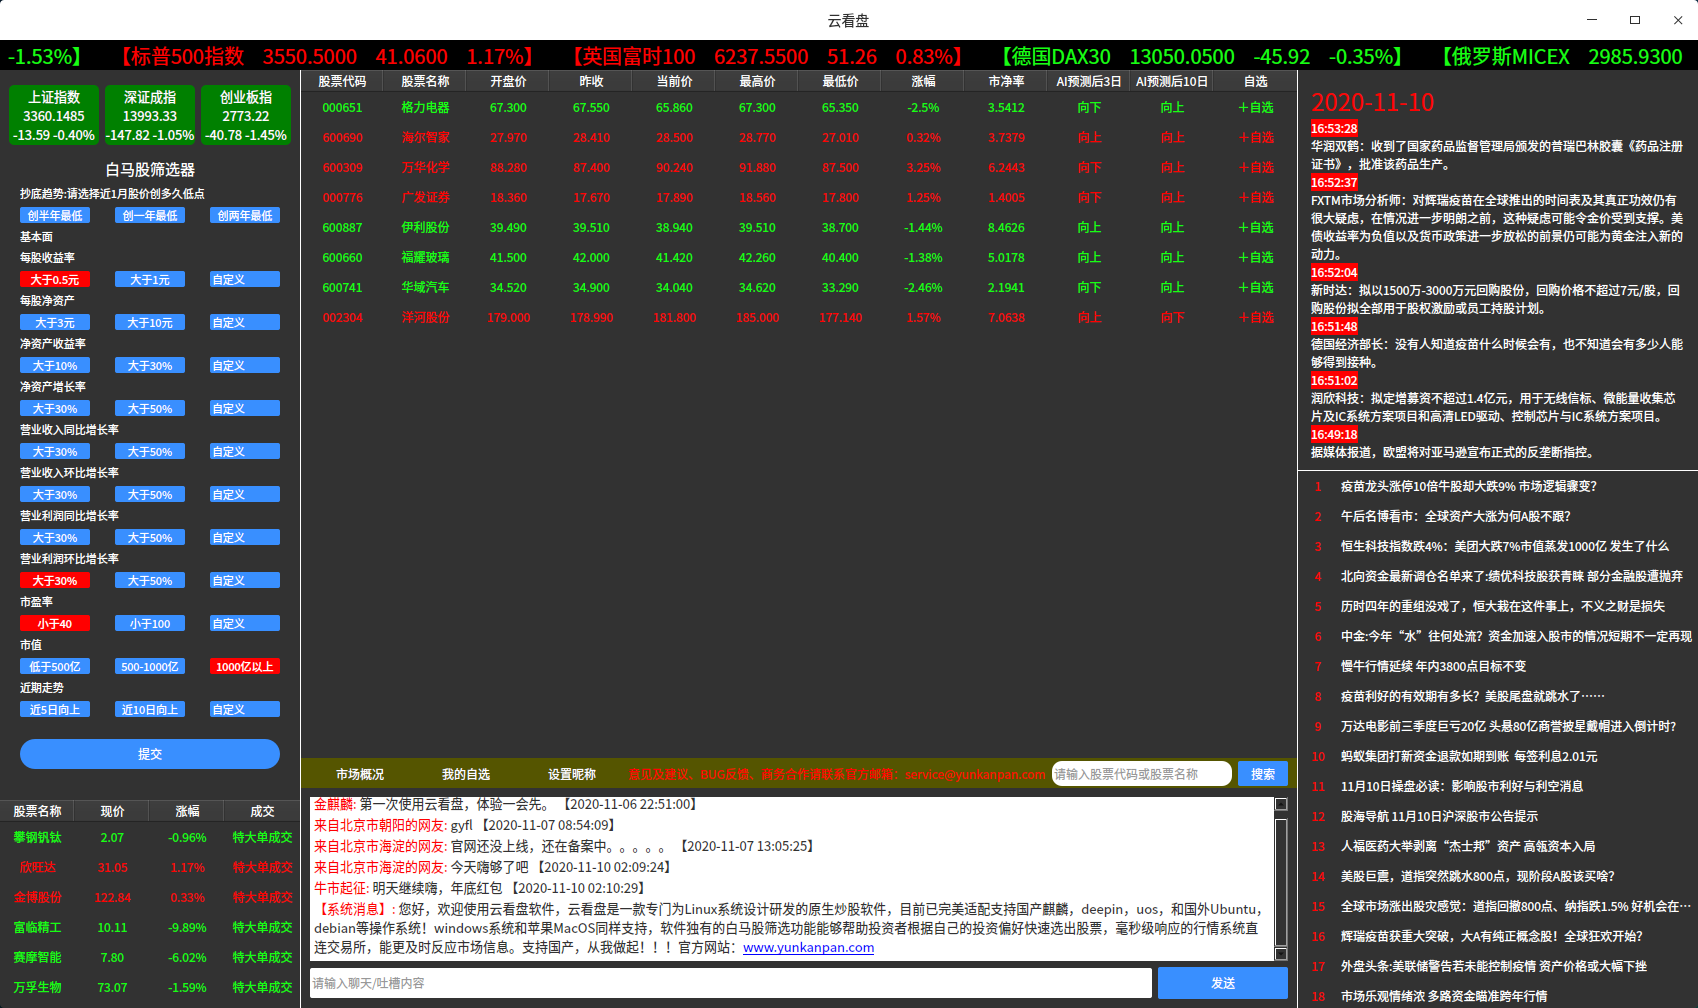 云看盘
-1.53%】 【标普500指数 3550.5000 41.0600 1.17%】 【英国富时100 6237.5500 51.26 0.83%】 【德国DAX30 13050.0500 -45.92 -0.35%】 【俄罗斯MICEX 2985.9300
上证指数 深证成指 创业板指
3360.1485 13993.33 2773.22
-13.59 -0.40% -147.82 -1.05% -40.78 -1.45%
白马股筛选器
抄底趋势:请选择近1月股价创多久低点
创半年最低 创一年最低 创两年最低
基本面
每股收益率
大于0.5元 大于1元 自定义
每股净资产
大于3元 大于10元 自定义
净资产收益率
大于10% 大于30% 自定义
净资产增长率
大于30% 大于50% 自定义
营业收入同比增长率
大于30% 大于50% 自定义
营业收入环比增长率
大于30% 大于50% 自定义
营业利润同比增长率
大于30% 大于50% 自定义
营业利润环比增长率
大于30% 大于50% 自定义
市盈率
小于40 小于100 自定义
市值
低于500亿 500-1000亿 1000亿以上
近期走势
近5日向上 近10日向上 自定义
提交
股票名称 现价 涨幅 成交
攀钢钒钛 2.07 -0.96% 特大单成交
欣旺达 31.05 1.17% 特大单成交
金博股份 122.84 0.33% 特大单成交
富临精工 10.11 -9.89% 特大单成交
赛摩智能 7.80 -6.02% 特大单成交
万孚生物 73.07 -1.59% 特大单成交
股票代码 股票名称 开盘价 昨收 当前价 最高价 最低价 涨幅 市净率 AI预测后3日 AI预测后10日 自选
000651 格力电器 67.300 67.550 65.860 67.300 65.350 -2.5% 3.5412 向下 向上 ＋自选
600690 海尔智家 27.970 28.410 28.500 28.770 27.010 0.32% 3.7379 向上 向上 ＋自选
600309 万华化学 88.280 87.400 90.240 91.880 87.500 3.25% 6.2443 向下 向上 ＋自选
000776 广发证券 18.360 17.670 17.890 18.560 17.800 1.25% 1.4005 向下 向上 ＋自选
600887 伊利股份 39.490 39.510 38.940 39.510 38.700 -1.44% 8.4626 向上 向上 ＋自选
600660 福耀玻璃 41.500 42.000 41.420 42.260 40.400 -1.38% 5.0178 向上 向上 ＋自选
600741 华域汽车 34.520 34.900 34.040 34.620 33.290 -2.46% 2.1941 向下 向上 ＋自选
002304 洋河股份 179.000 178.990 181.800 185.000 177.140 1.57% 7.0638 向上 向下 ＋自选
市场概况 我的自选 设置昵称 意见及建议、BUG反馈、商务合作请联系官方邮箱：service@yunkanpan.com 请输入股票代码或股票名称 搜索
金麒麟: 第一次使用云看盘，体验一会先。 【2020-11-06 22:51:00】
来自北京市朝阳的网友: gyfl 【2020-11-07 08:54:09】
来自北京市海淀的网友: 官网还没上线，还在备案中。。。。。 【2020-11-07 13:05:25】
来自北京市海淀的网友: 今天嗨够了吧 【2020-11-10 02:09:24】
牛市起征: 明天继续嗨，年底红包 【2020-11-10 02:10:29】
【系统消息】: 您好，欢迎使用云看盘软件，云看盘是一款专门为Linux系统设计研发的原生炒股软件，目前已完美适配支持国产麒麟，deepin，uos，和国外Ubuntu，
debian等操作系统！windows系统和苹果MacOS同样支持，软件独有的白马股筛选功能能够帮助投资者根据自己的投资偏好快速选出股票，毫秒级响应的行情系统直
连交易所，能更及时反应市场信息。支持国产，从我做起！！！官方网站：www.yunkanpan.com
请输入聊天/吐槽内容 发送
2020-11-10
16:53:28
华润双鹤：收到了国家药品监督管理局颁发的普瑞巴林胶囊《药品注册
证书》，批准该药品生产。
16:52:37
FXTM市场分析师：对辉瑞疫苗在全球推出的时间表及其真正功效仍有
很大疑虑，在情况进一步明朗之前，这种疑虑可能令金价受到支撑。美
债收益率为负值以及货币政策进一步放松的前景仍可能为黄金注入新的
动力。
16:52:04
新时达：拟以1500万-3000万元回购股份，回购价格不超过7元/股，回
购股份拟全部用于股权激励或员工持股计划。
16:51:48
德国经济部长：没有人知道疫苗什么时候会有，也不知道会有多少人能
够得到接种。
16:51:02
润欣科技：拟定增募资不超过1.4亿元，用于无线信标、微能量收集芯
片及IC系统方案项目和高清LED驱动、控制芯片与IC系统方案项目。
16:49:18
据媒体报道，欧盟将对亚马逊宣布正式的反垄断指控。
1 疫苗龙头涨停10倍牛股却大跌9% 市场逻辑骤变？
2 午后名博看市：全球资产大涨为何A股不跟？
3 恒生科技指数跌4%：美团大跌7%市值蒸发1000亿 发生了什么
4 北向资金最新调仓名单来了:绩优科技股获青睐 部分金融股遭抛弃
5 历时四年的重组没戏了，恒大栽在这件事上，不义之财是损失
6 中金:今年“水”往何处流？资金加速入股市的情况短期不一定再现
7 慢牛行情延续 年内3800点目标不变
8 疫苗利好的有效期有多长？美股尾盘就跳水了……
9 万达电影前三季度巨亏20亿 头悬80亿商誉披星戴帽进入倒计时?
10 蚂蚁集团打新资金退款如期到账 每签利息2.01元
11 11月10日操盘必读：影响股市利好与利空消息
12 股海导航 11月10日沪深股市公告提示
13 人福医药大举剥离“杰士邦”资产 高瓴资本入局
14 美股巨震，道指突然跳水800点，现阶段A股该买啥？
15 全球市场涨出股灾感觉：道指回撤800点、纳指跌1.5% 好机会在…
16 辉瑞疫苗获重大突破，大A有纯正概念股！全球狂欢开始？
17 外盘头条:美联储警告若未能控制疫情 资产价格或大幅下挫
18 市场乐观情绪浓 多路资金瞄准跨年行情